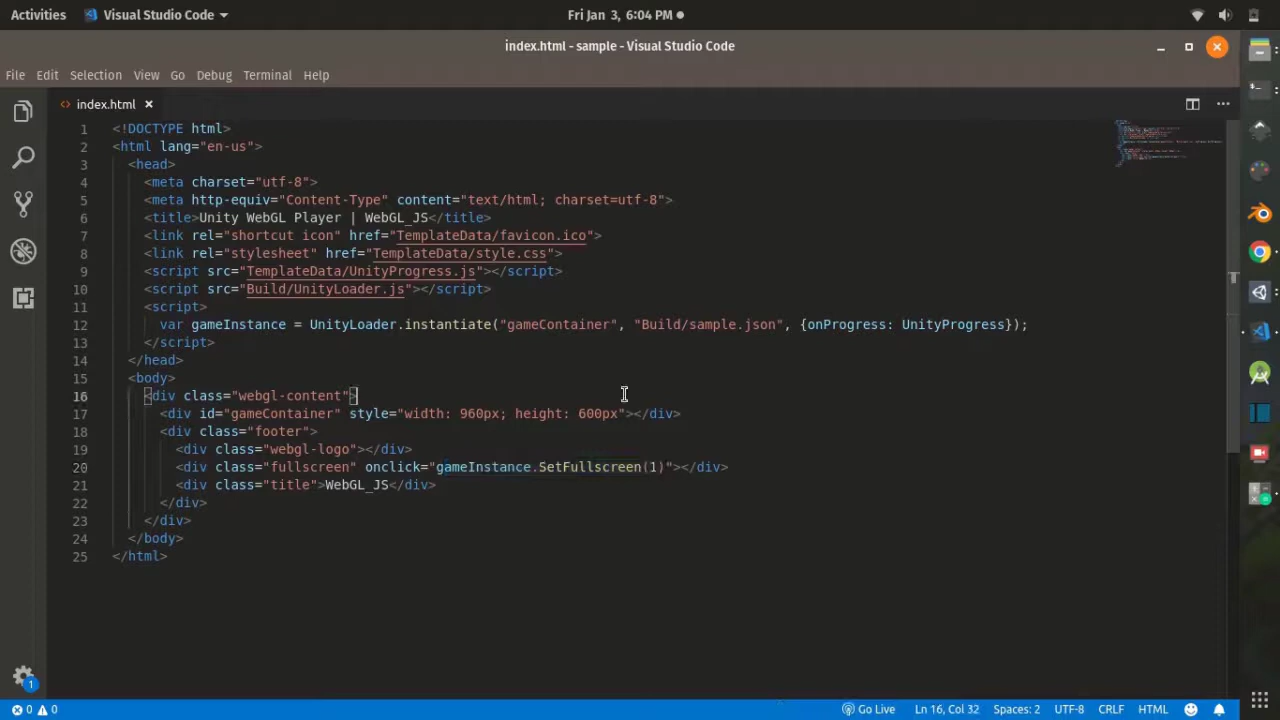 Activities Visual Studio Code Fri Jan 3, 6:04 PM
index.html - sample - Visual Studio Code
File Edit Selection View Go Debug Terminal Help
index.html
1 <!DOCTYPE html>
2 <html lang="en-us">
3 <head>
4 <meta charset="utf-8">
5 <meta http-equiv="Content-Type" content="text/html; charset=utf-8">
6 <title>Unity WebGL Player | WebGL_JS</title>
7 <link rel="shortcut icon" href="TemplateData/favicon.ico">
8 <link rel="stylesheet" href="TemplateData/style.css">
9 <script src="TemplateData/UnityProgress.js"></script>
10 <script src="Build/UnityLoader.js"></script>
11 <script>
12 var gameInstance = UnityLoader.instantiate("gameContainer", "Build/sample.json", {onProgress: UnityProgress});
13 </script>
14 </head>
15 <body>
16 <div class="webgl-content">
17 <div id="gameContainer" style="width: 960px; height: 600px"></div>
18 <div class="footer">
19 <div class="webgl-logo"></div>
20 <div class="fullscreen" onclick="gameInstance.SetFullscreen(1)"></div>
21 <div class="title">WebGL_JS</div>
22 </div>
23 </div>
24 </body>
25 </html>
1
0 0 Go Live Ln 16, Col 32 Spaces: 2 UTF-8 CRLF HTML